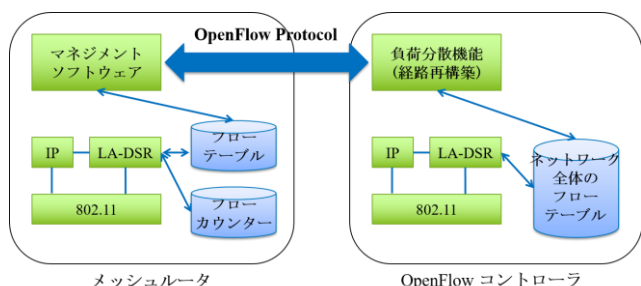 OpenFlow Protocol
マネジメント
ソフトウェア
IP
LA-DSR
802.11
フロー
テーブル
フロー
カウンター
メッシュルータ
負荷分散機能
(経路再構築)
IP
LA-DSR
802.11
ネットワーク
全体の
フロー
テーブル
OpenFlow コントローラ